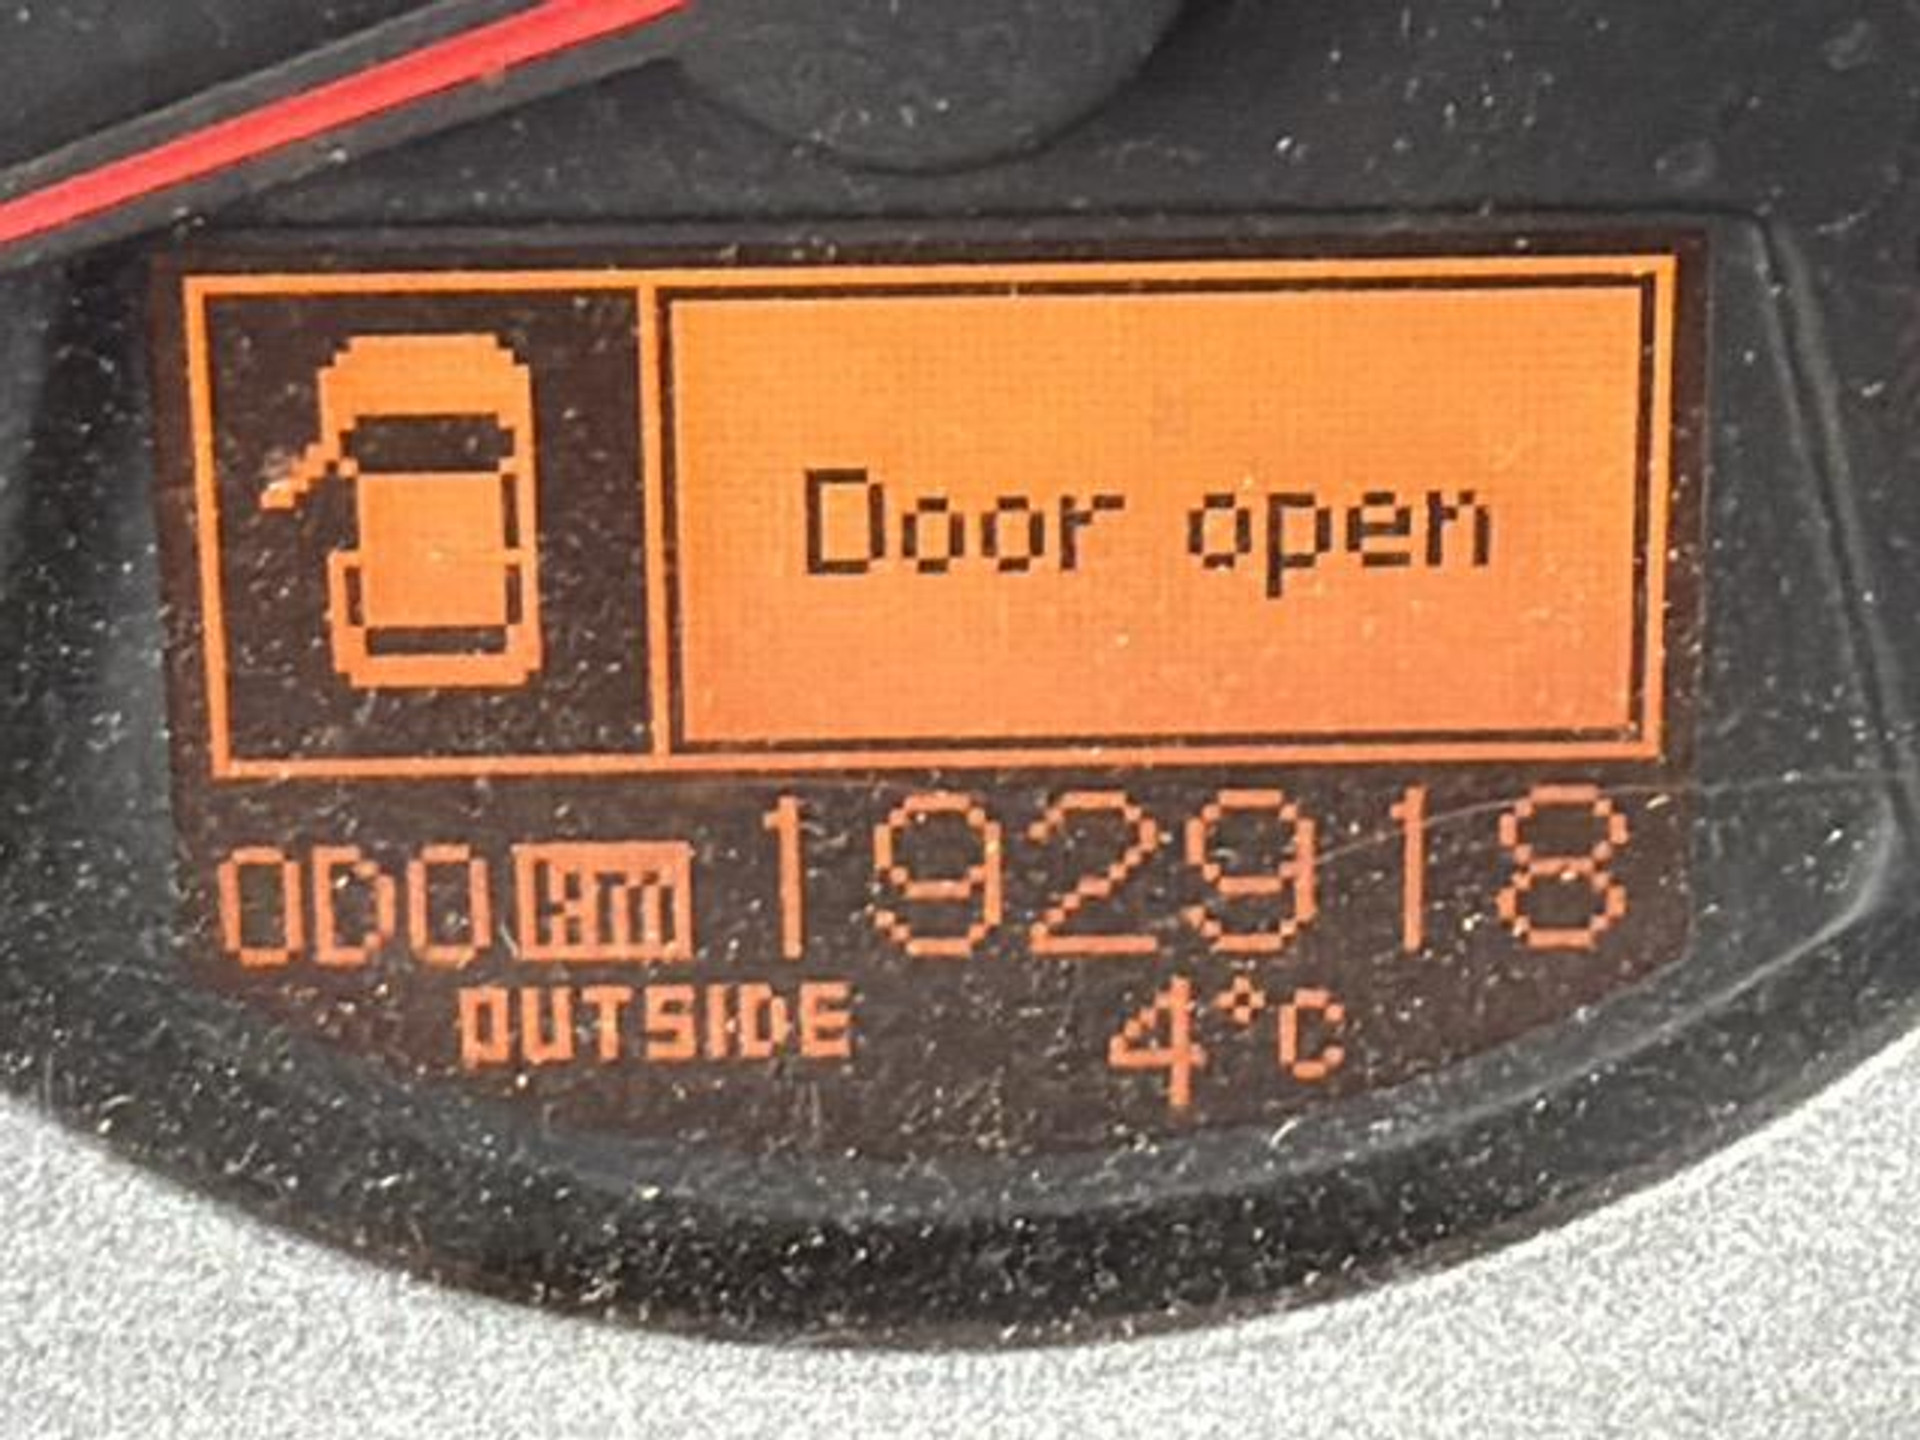 Door open
ODO km 192918
OUTSIDE 4°C